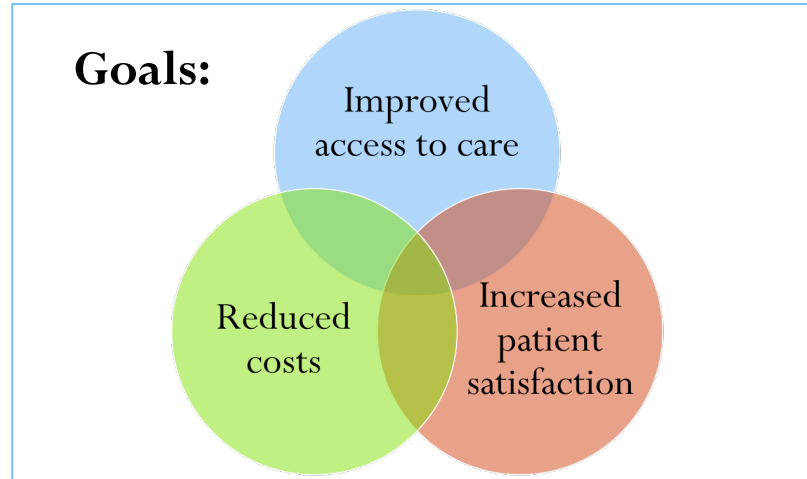 Goals:
Improved
access to care
Reduced
costs
Increased
patient
satisfaction